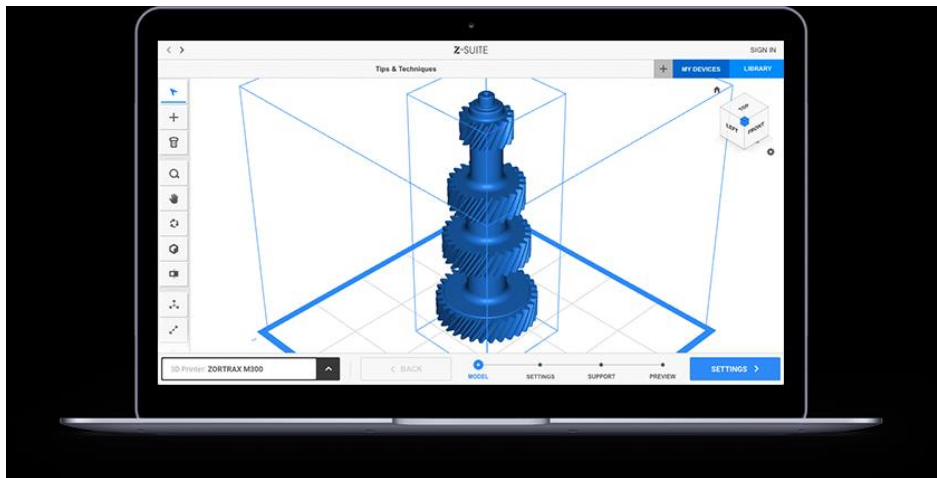 Z-SUITE
SIGN IN
Tips & Techniques
MY DEVICES
LIBRARY
TOP
LEFT
FRONT
3D Printer: ZORTRAX M300
< BACK
MODEL
SETTINGS
SUPPORT
PREVIEW
SETTINGS >